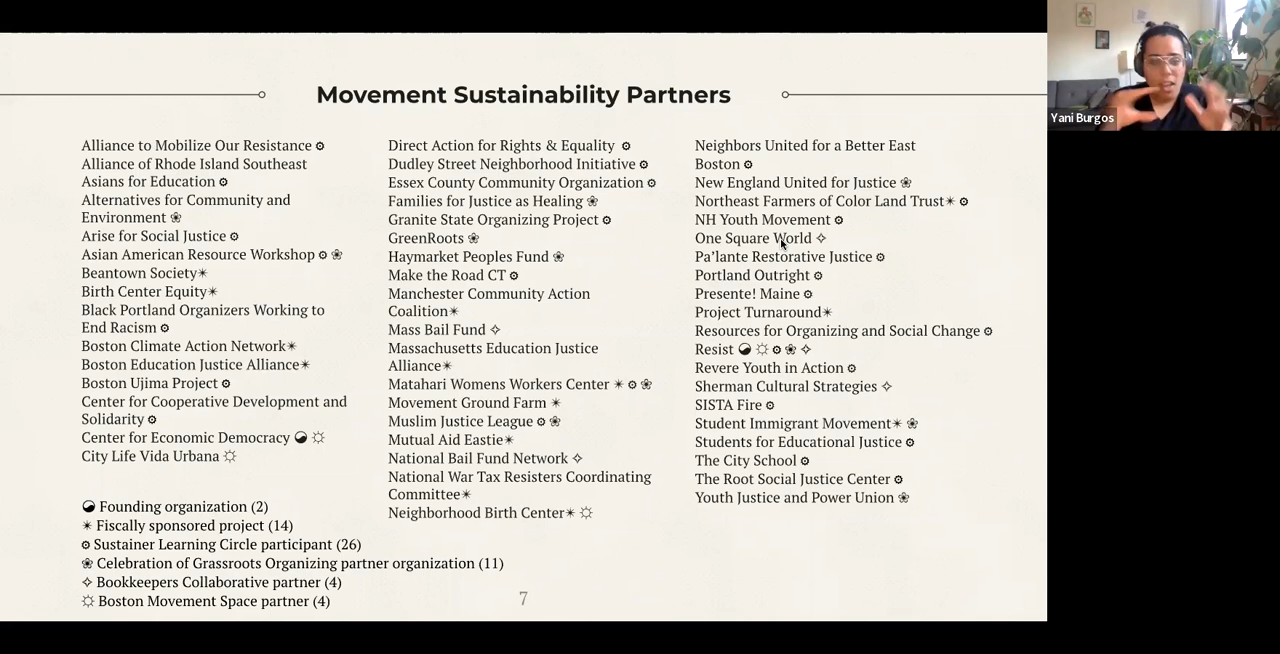 Movement Sustainability Partners
Alliance to Mobilize Our Resistance ⚙
Alliance of Rhode Island Southeast
Asians for Education ⚙
Alternatives for Community and
Environment ❀
Arise for Social Justice ⚙
Asian American Resource Workshop ⚙ ❀
Beantown Society✴
Birth Center Equity✴
Black Portland Organizers Working to
End Racism ⚙
Boston Climate Action Network✴
Boston Education Justice Alliance✴
Boston Ujima Project ⚙
Center for Cooperative Development and
Solidarity ⚙
Center for Economic Democracy ☯ ☼
City Life Vida Urbana ☼
Direct Action for Rights & Equality ⚙
Dudley Street Neighborhood Initiative ⚙
Essex County Community Organization ⚙
Families for Justice as Healing ❀
Granite State Organizing Project ⚙
GreenRoots ❀
Haymarket Peoples Fund ❀
Make the Road CT ⚙
Manchester Community Action
Coalition✴
Mass Bail Fund ✧
Massachusetts Education Justice
Alliance✴
Matahari Womens Workers Center ✴ ⚙ ❀
Movement Ground Farm ✴
Muslim Justice League ⚙ ❀
Mutual Aid Eastie✴
National Bail Fund Network ✧
National War Tax Resisters Coordinating
Committee✴
Neighborhood Birth Center✴ ☼
Neighbors United for a Better East
Boston ⚙
New England United for Justice ❀
Northeast Farmers of Color Land Trust✴ ⚙
NH Youth Movement ⚙
One Square World ✧
Pa’lante Restorative Justice ⚙
Portland Outright ⚙
Presente! Maine ⚙
Project Turnaround✴
Resources for Organizing and Social Change ⚙
Resist ☯ ☼ ⚙ ❀ ✧
Revere Youth in Action ⚙
Sherman Cultural Strategies ✧
SISTA Fire ⚙
Student Immigrant Movement✴ ❀
Students for Educational Justice ⚙
The City School ⚙
The Root Social Justice Center ⚙
Youth Justice and Power Union ❀
☯ Founding organization (2)
✴ Fiscally sponsored project (14)
⚙ Sustainer Learning Circle participant (26)
❀ Celebration of Grassroots Organizing partner organization (11)
✧ Bookkeepers Collaborative partner (4)
☼ Boston Movement Space partner (4)
7
Yani Burgos